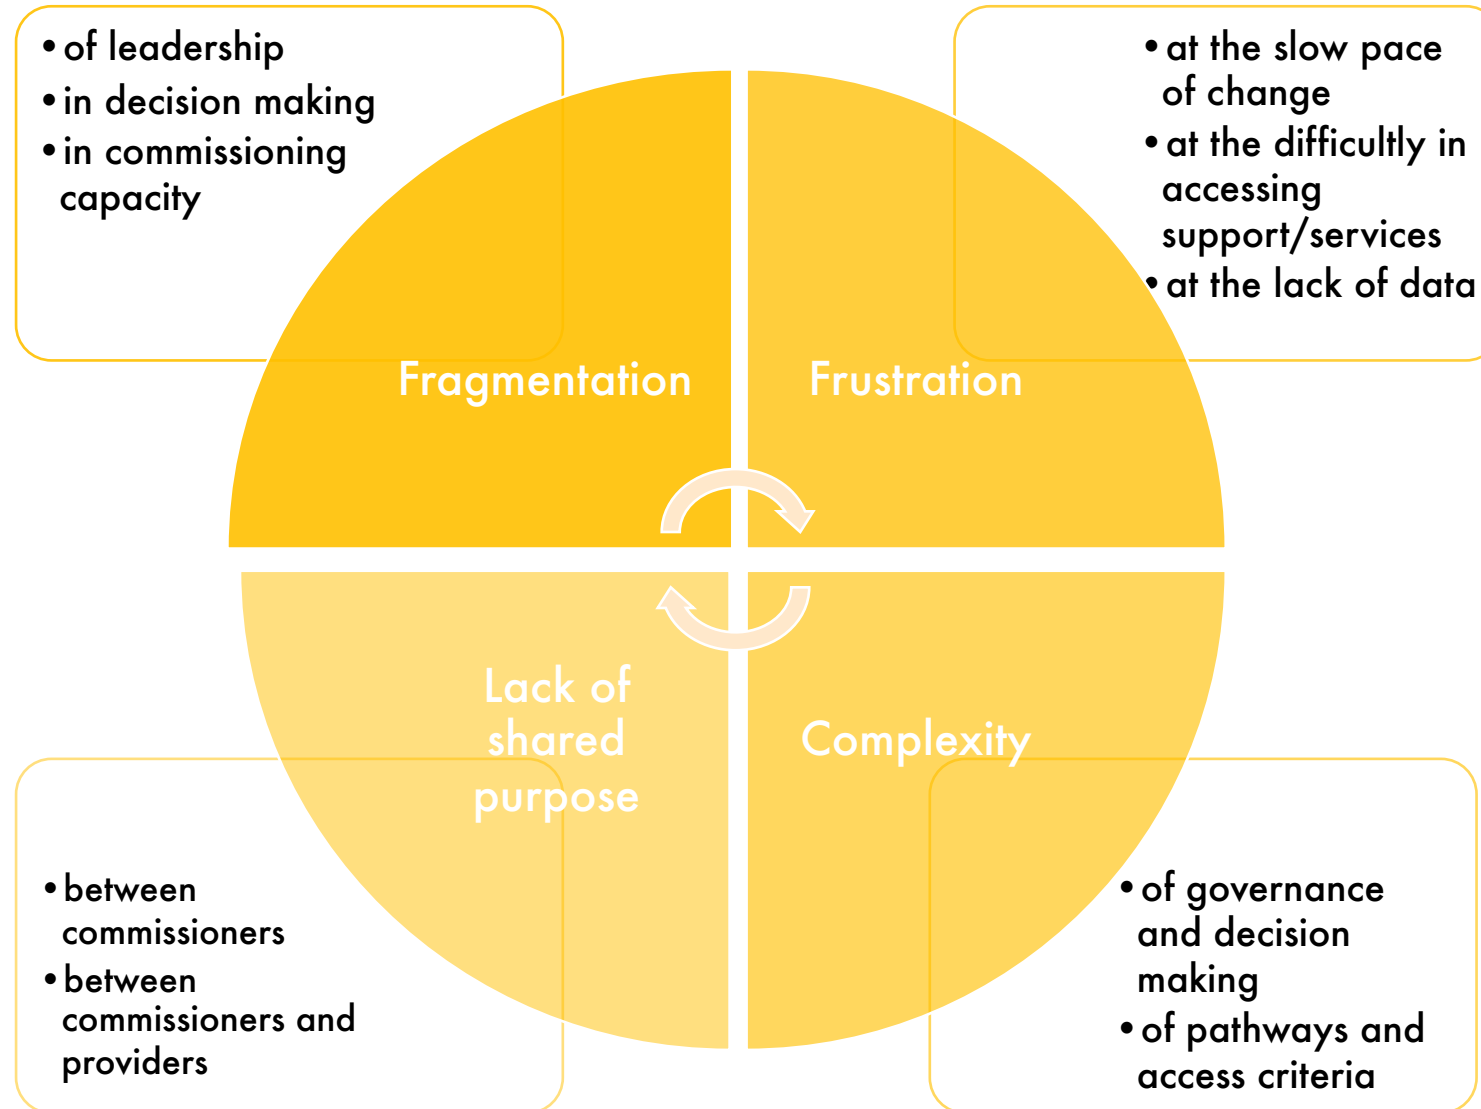 • of leadership
• in decision making
• in commissioning
capacity
• at the slow pace
of change
• at the difficultly in
accessing
support/services
• at the lack of data
Fragmentation
Frustration
Lack of
shared
purpose
Complexity
• between
commissioners
• between
commissioners and
providers
• of governance
and decision
making
• of pathways and
access criteria